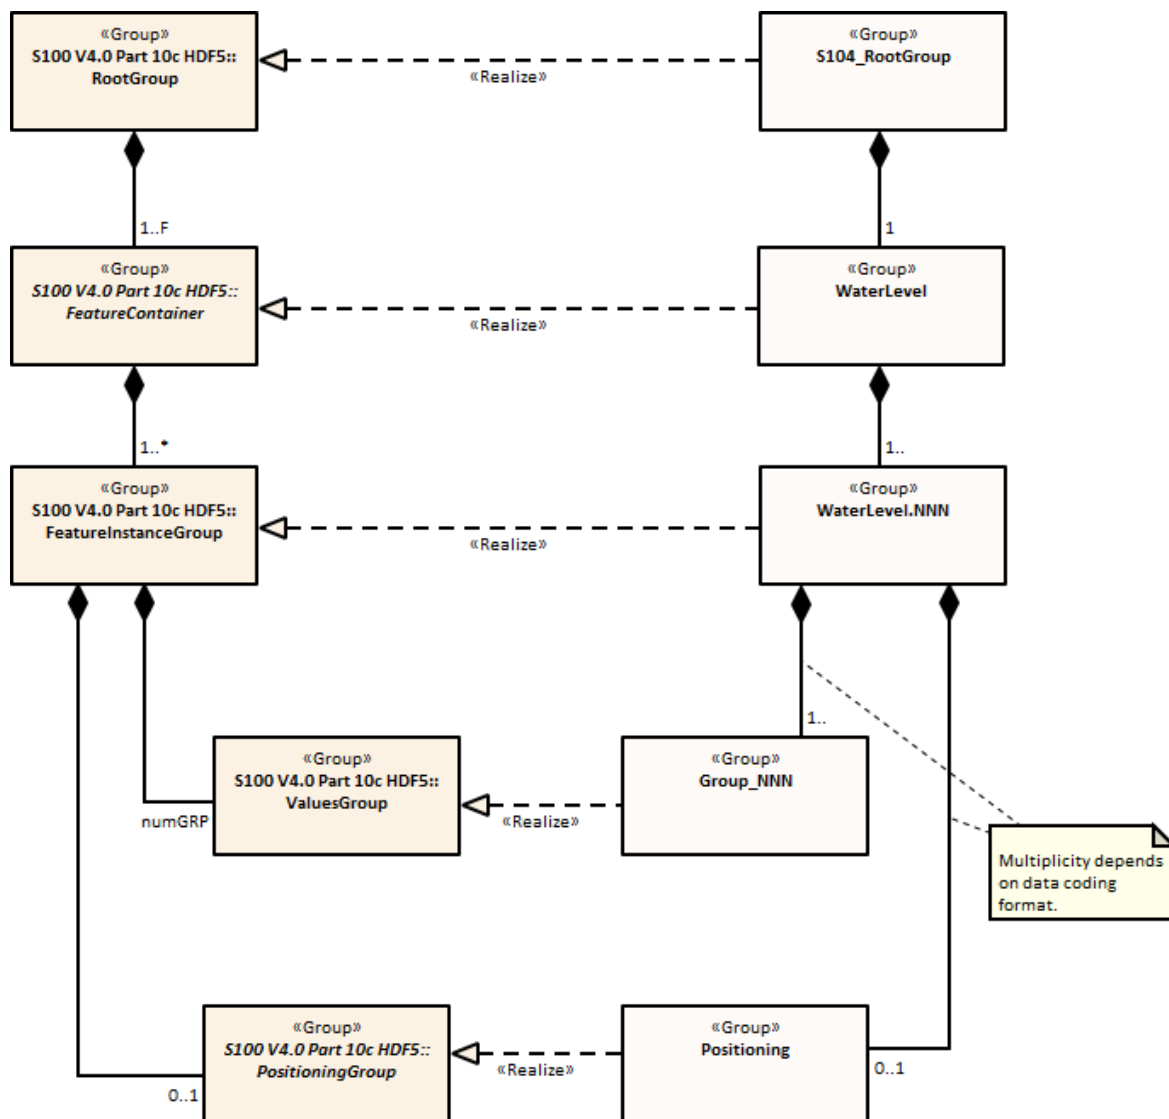 «Group»
S100 V4.0 Part 10c HDF5::
RootGroup
«Realize»
«Group»
S104_RootGroup
1..F
1
«Group»
S100 V4.0 Part 10c HDF5::
FeatureContainer
«Realize»
«Group»
WaterLevel
1..*
1..
«Group»
S100 V4.0 Part 10c HDF5::
FeatureInstanceGroup
«Realize»
«Group»
WaterLevel.NNN
1..
numGRP
«Group»
S100 V4.0 Part 10c HDF5::
ValuesGroup
«Realize»
«Group»
Group_NNN
Multiplicity depends
on data coding
format.
0..1
«Group»
S100 V4.0 Part 10c HDF5::
PositioningGroup
«Realize»
«Group»
Positioning
0..1